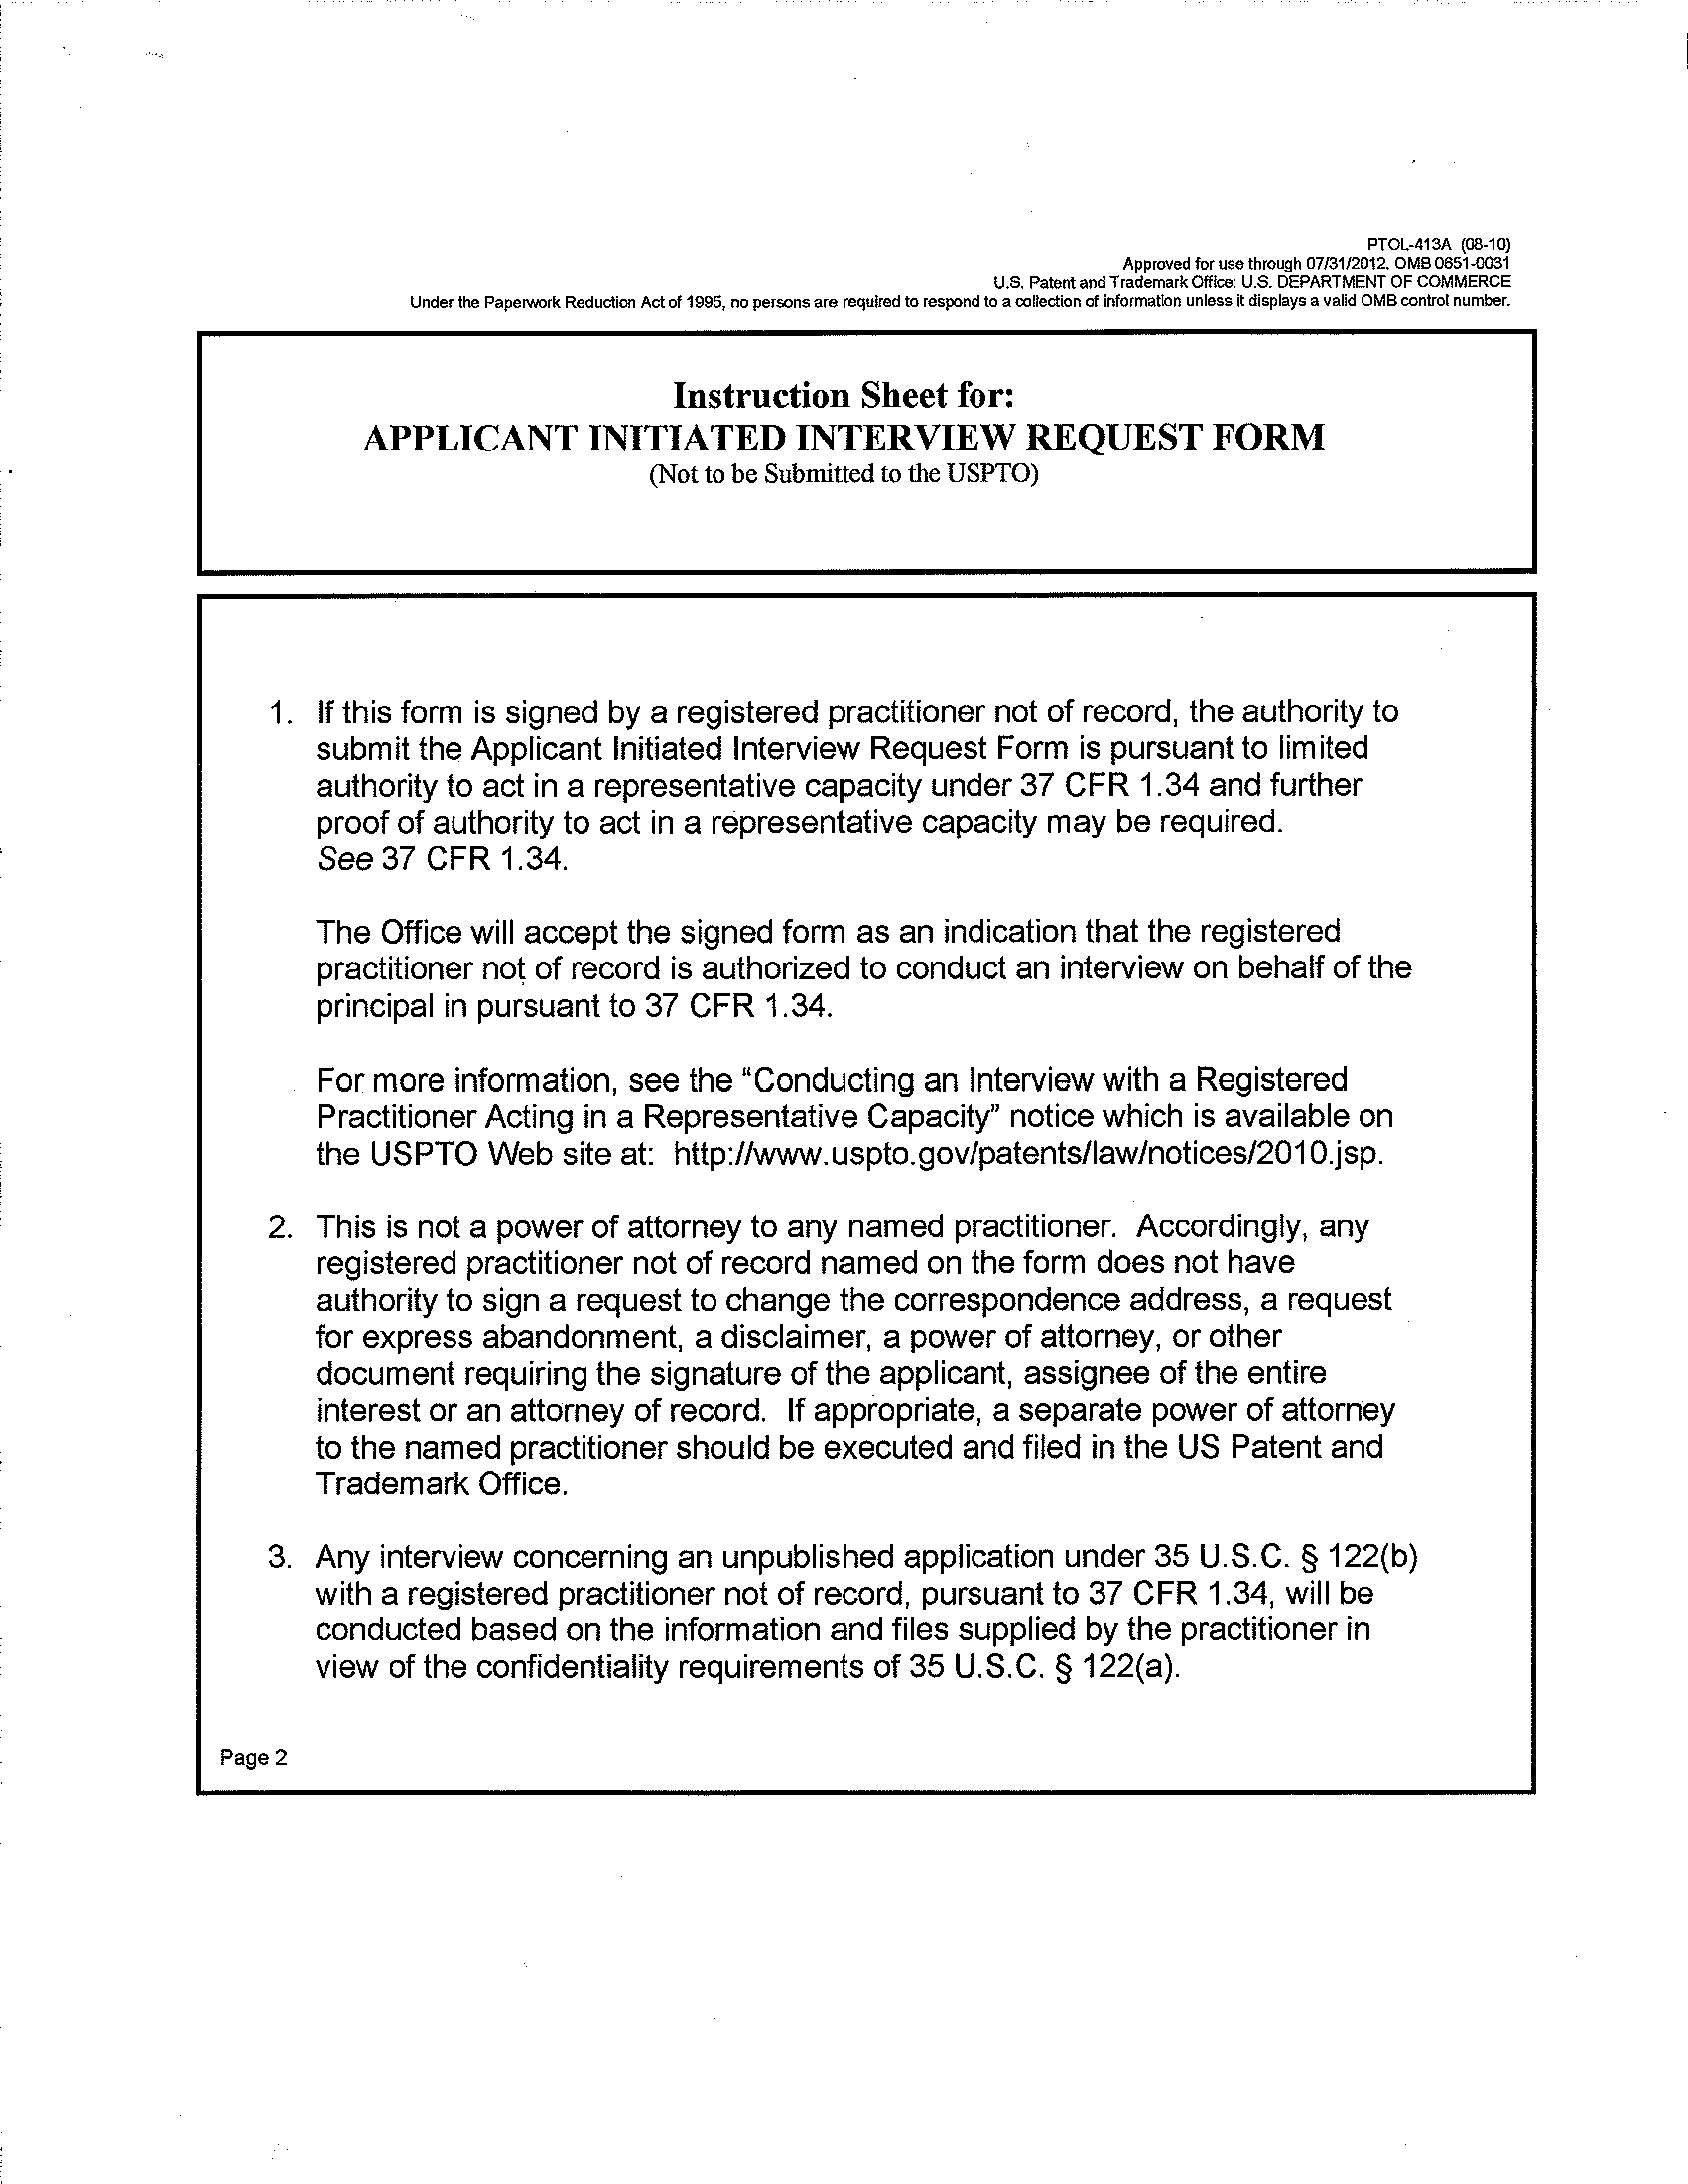 PTOL-413A (08-10)
Approved for use through 07/31/2012. OMB 0651-0031
U.S. Patent and Trademark Office: U.S. DEPARTMENT OF COMMERCE
Under the Paperwork Reduction Act of 1995, no persons are required to respond to a collection of information unless it displays a valid OMB control number.
Instruction Sheet for:
APPLICANT INITIATED INTERVIEW REQUEST FORM
(Not to be Submitted to the USPTO)
1. If this form is signed by a registered practitioner not of record, the authority to
submit the Applicant Initiated Interview Request Form is pursuant to limited
authority to act in a representative capacity under 37 CFR 1.34 and further
proof of authority to act in a representative capacity may be required.
See 37 CFR 1.34.
The Office will accept the signed form as an indication that the registered
practitioner not of record is authorized to conduct an interview on behalf of the
principal in pursuant to 37 CFR 1.34.
For more information, see the “Conducting an Interview with a Registered
Practitioner Acting in a Representative Capacity” notice which is available on
the USPTO Web site at: http://www.uspto.gov/patents/law/notices/2010.jsp.
2. This is not a power of attorney to any named practitioner. Accordingly, any
registered practitioner not of record named on the form does not have
authority to sign a request to change the correspondence address, a request
for express abandonment, a disclaimer, a power of attorney, or other
document requiring the signature of the applicant, assignee of the entire
interest or an attorney of record. If appropriate, a separate power of attorney
to the named practitioner should be executed and filed in the US Patent and
Trademark Office.
3. Any interview concerning an unpublished application under 35 U.S.C. § 122(b)
with a registered practitioner not of record, pursuant to 37 CFR 1.34, will be
conducted based on the information and files supplied by the practitioner in
view of the confidentiality requirements of 35 U.S.C. § 122(a).
Page 2